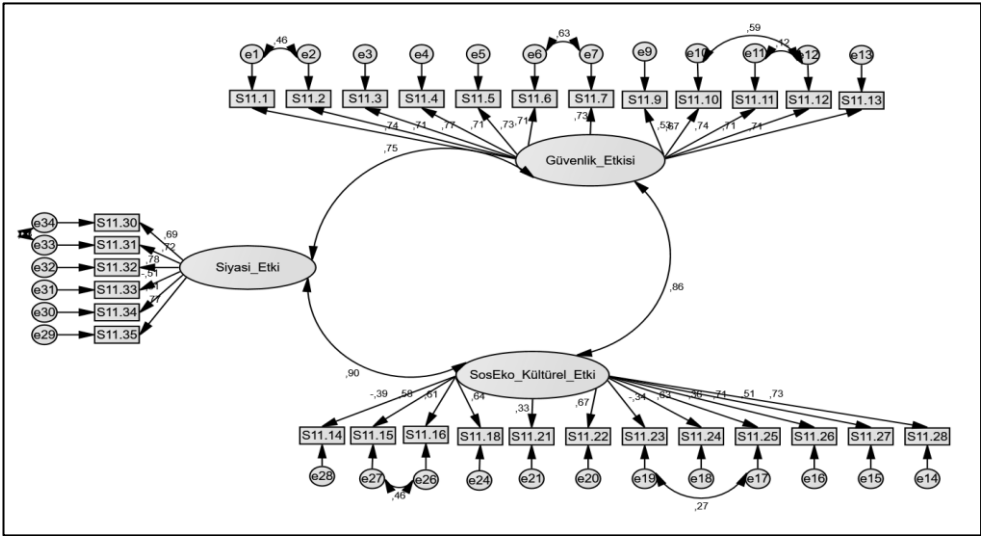 ,46 ,63 ,59 ,12
e1 e2 e3 e4 e5 e6 e7 e9 e10 e11 e12 e13
S11.1 S11.2 S11.3 S11.4 S11.5 S11.6 S11.7 S11.9 S11.10 S11.11 S11.12 S11.13
,74 ,71 ,77 ,71 ,73 ,71 ,73 ,53 ,67 ,74 ,71 ,71
,75
Güvenlik_Etkisi
e34 S11.30 ,69
e33 S11.31 ,72
e32 S11.32 ,78
Siyasi_Etki
e31 S11.33 -,51
e30 S11.34
e29 S11.35 ,77
,86
,90
SosEko_Kültürel_Etki
-,39 ,58 ,61 ,64 ,33 ,67 -,34 ,63 ,36 ,71 ,51 ,73
S11.14 S11.15 S11.16 S11.18 S11.21 S11.22 S11.23 S11.24 S11.25 S11.26 S11.27 S11.28
e28 e27 e26 e24 e21 e20 e19 e18 e17 e16 e15 e14
,46 ,27